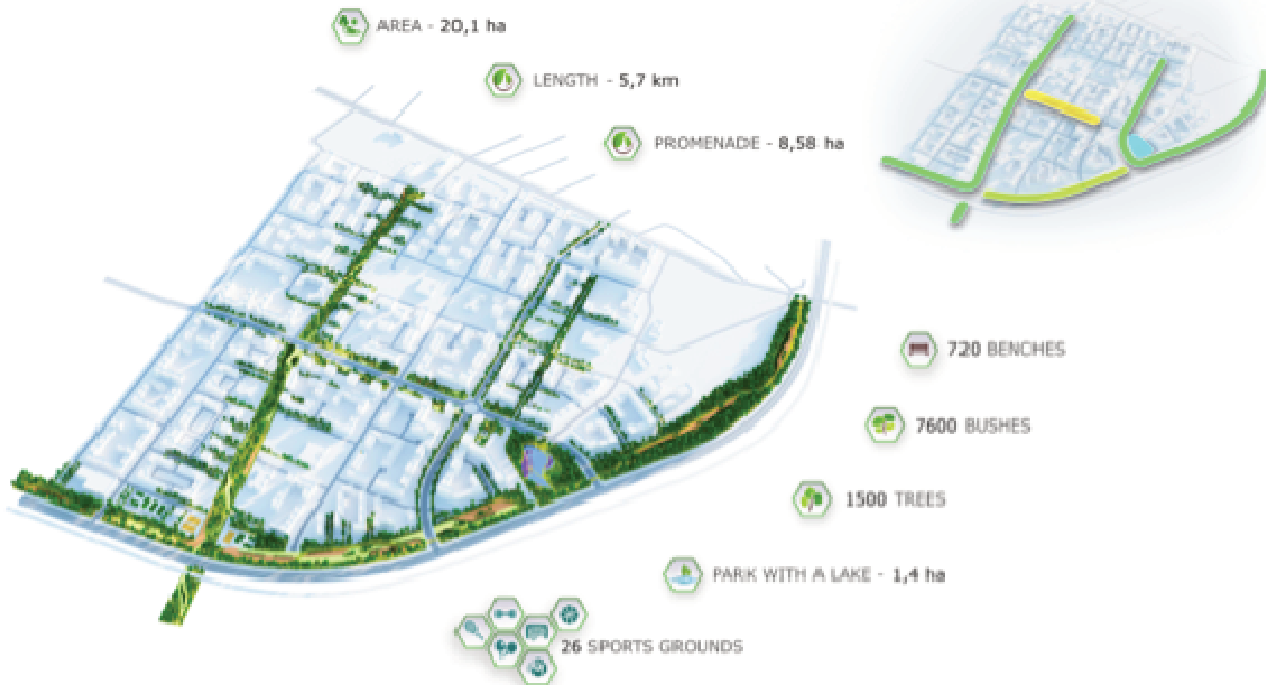 AREA - 20,1 ha
LENGTH - 5,7 km
PROMENADE - 8,58 ha
720 BENCHES
7600 BUSHES
1500 TREES
PARK WITH A LAKE - 1,4 ha
26 SPORTS GROUNDS